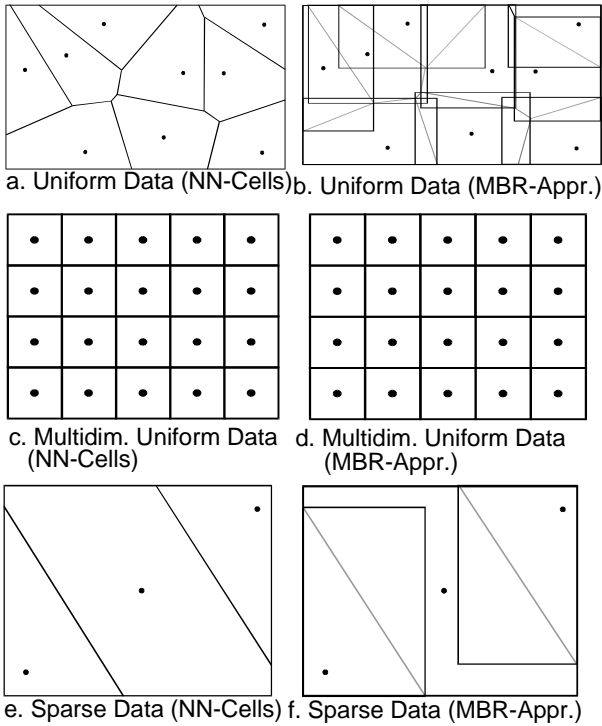 a. Uniform Data (NN-Cells)
b. Uniform Data (MBR-Appr.)
c. Multidim. Uniform Data
(NN-Cells)
d. Multidim. Uniform Data
(MBR-Appr.)
e. Sparse Data (NN-Cells)
f. Sparse Data (MBR-Appr.)